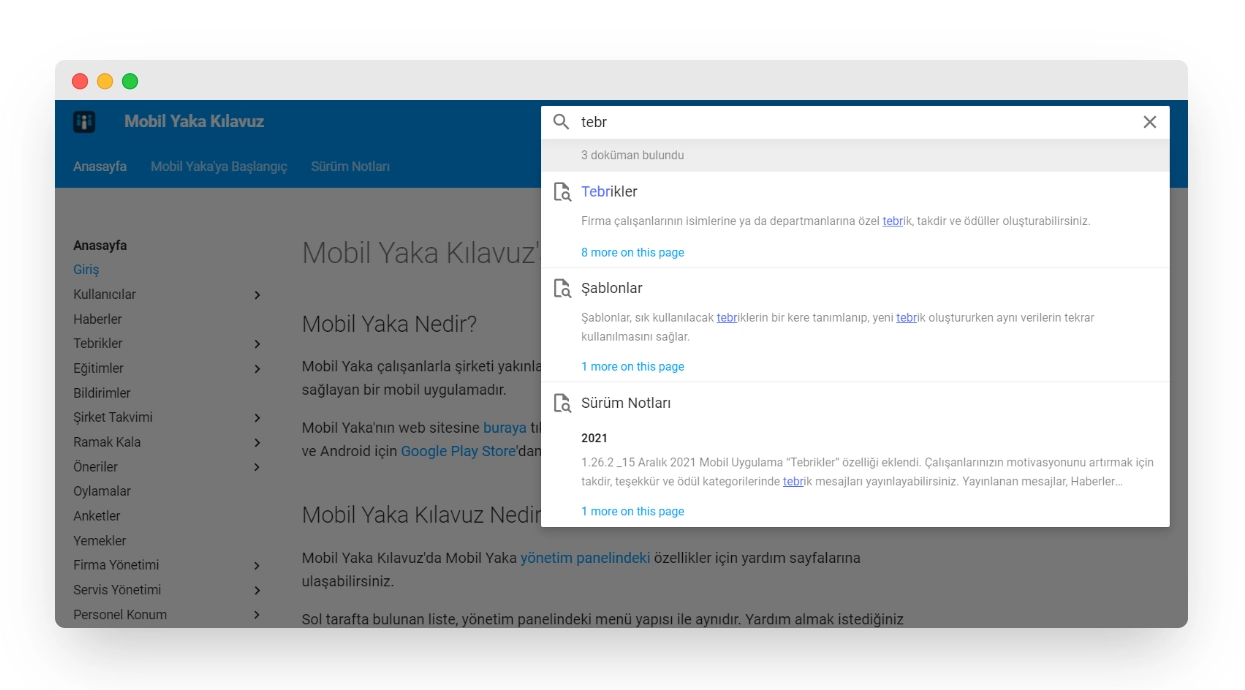 Mobil Yaka Kılavuz
tebr
Anasayfa Mobil Yaka'ya Başlangıç Sürüm Notları
3 doküman bulundu
Tebrikler
Firma çalışanlarının isimlerine ya da departmanlarına özel tebrik, takdir ve ödüller oluşturabilirsiniz.
8 more on this page
Şablonlar
Şablonlar, sık kullanılacak tebriklerin bir kere tanımlanıp, yeni tebrik oluştururken aynı verilerin tekrar
kullanılmasını sağlar.
1 more on this page
Sürüm Notları
2021
1.26.2 _15 Aralık 2021 Mobil Uygulama “Tebrikler” özelliği eklendi. Çalışanlarınızın motivasyonunu artırmak için
takdir, teşekkür ve ödül kategorilerinde tebrik mesajları yayınlayabilirsiniz. Yayınlanan mesajlar, Haberler…
1 more on this page
Anasayfa
Giriş
Kullanıcılar
Haberler
Tebrikler
Eğitimler
Bildirimler
Şirket Takvimi
Ramak Kala
Öneriler
Oylamalar
Anketler
Yemekler
Firma Yönetimi
Servis Yönetimi
Personel Konum
Mobil Yaka Kılavuz'
Mobil Yaka Nedir?
Mobil Yaka çalışanlarla şirketi yakınla
sağlayan bir mobil uygulamadır.
Mobil Yaka'nın web sitesine buraya tı
ve Android için Google Play Store'dan
Mobil Yaka Kılavuz Nedir
Mobil Yaka Kılavuz'da Mobil Yaka yönetim panelindeki özellikler için yardım sayfalarına
ulaşabilirsiniz.
Sol tarafta bulunan liste, yönetim panelindeki menü yapısı ile aynıdır. Yardım almak istediğiniz